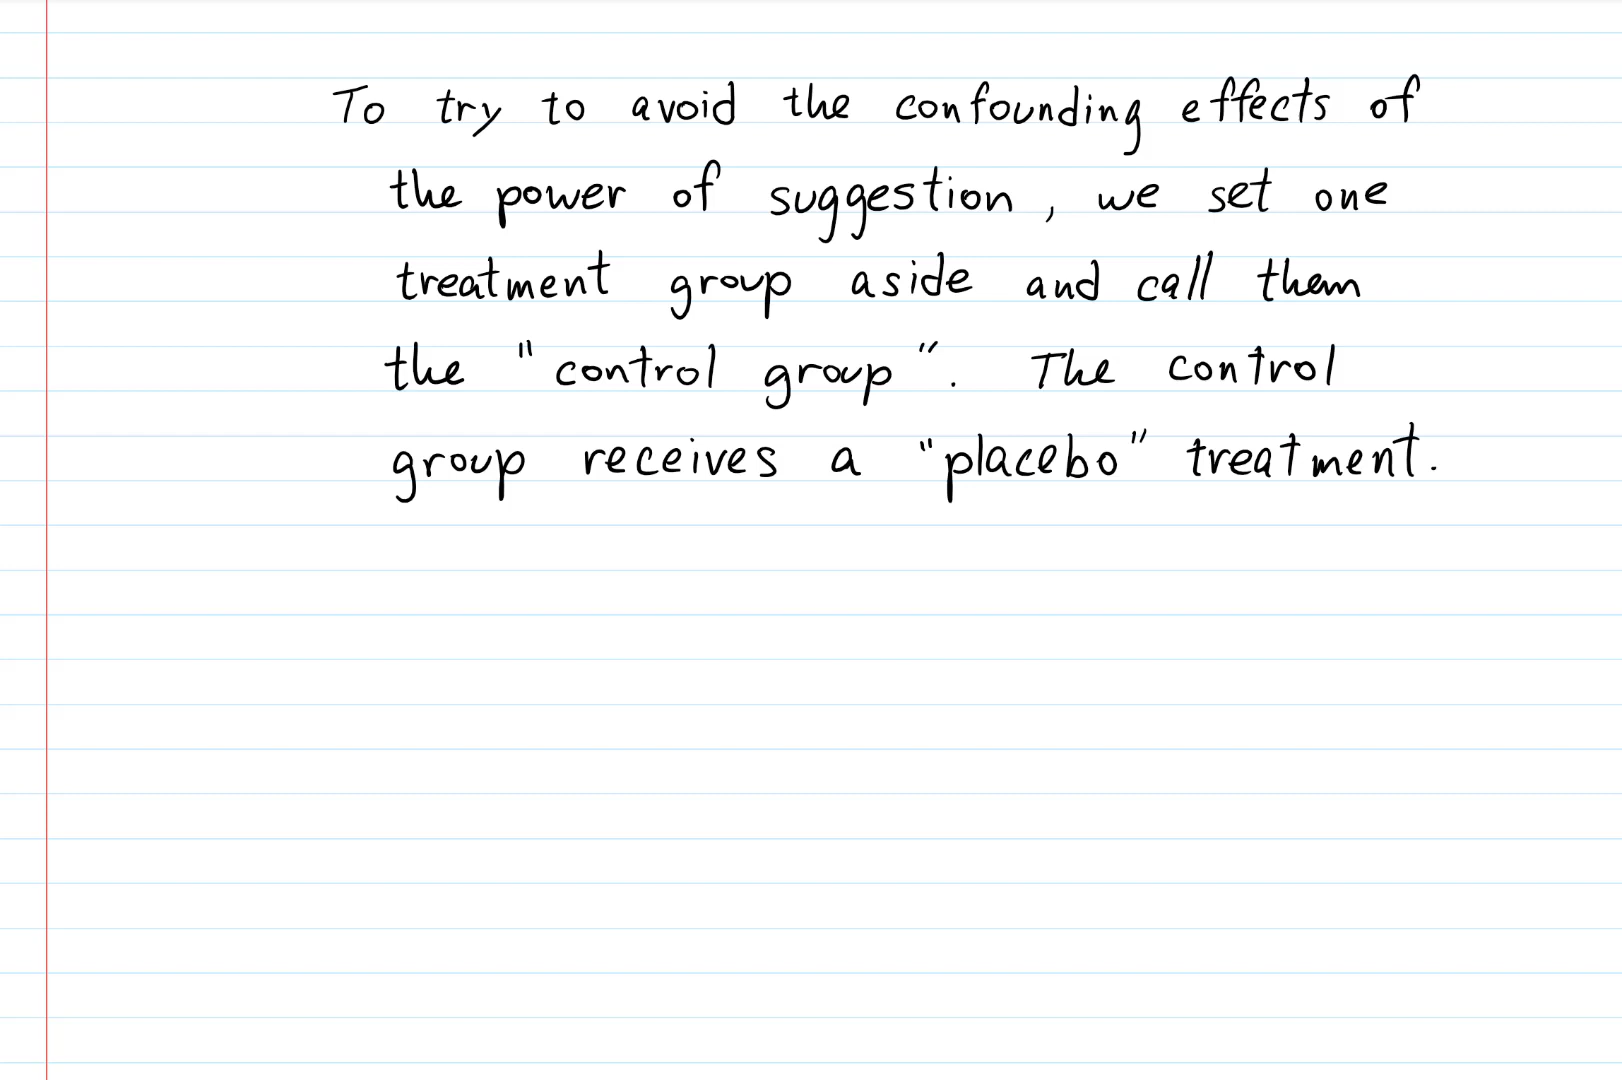 To try to avoid the confounding effects of
the power of suggestion, we set one
treatment group aside and call them
the "control group". The control
group receives a "placebo" treatment.